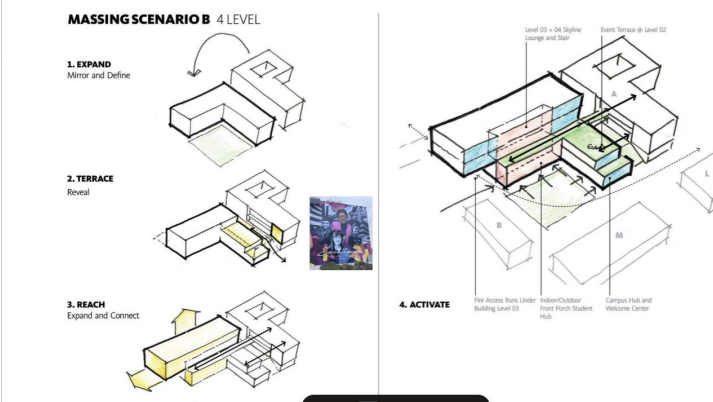 MASSING SCENARIO B 4 LEVEL
1. EXPAND
Mirror and Define
2. TERRACE
Reveal
3. REACH
Expand and Connect
Level 03 + 04 Skyline
Lounge and Stair
Event Terrace @ Level 02
A
L
B
M
4. ACTIVATE
Fire Access Runs Under
Building Level 03
Indoor/Outdoor
Front Porch Student
Hub
Campus Hub and
Welcome Center